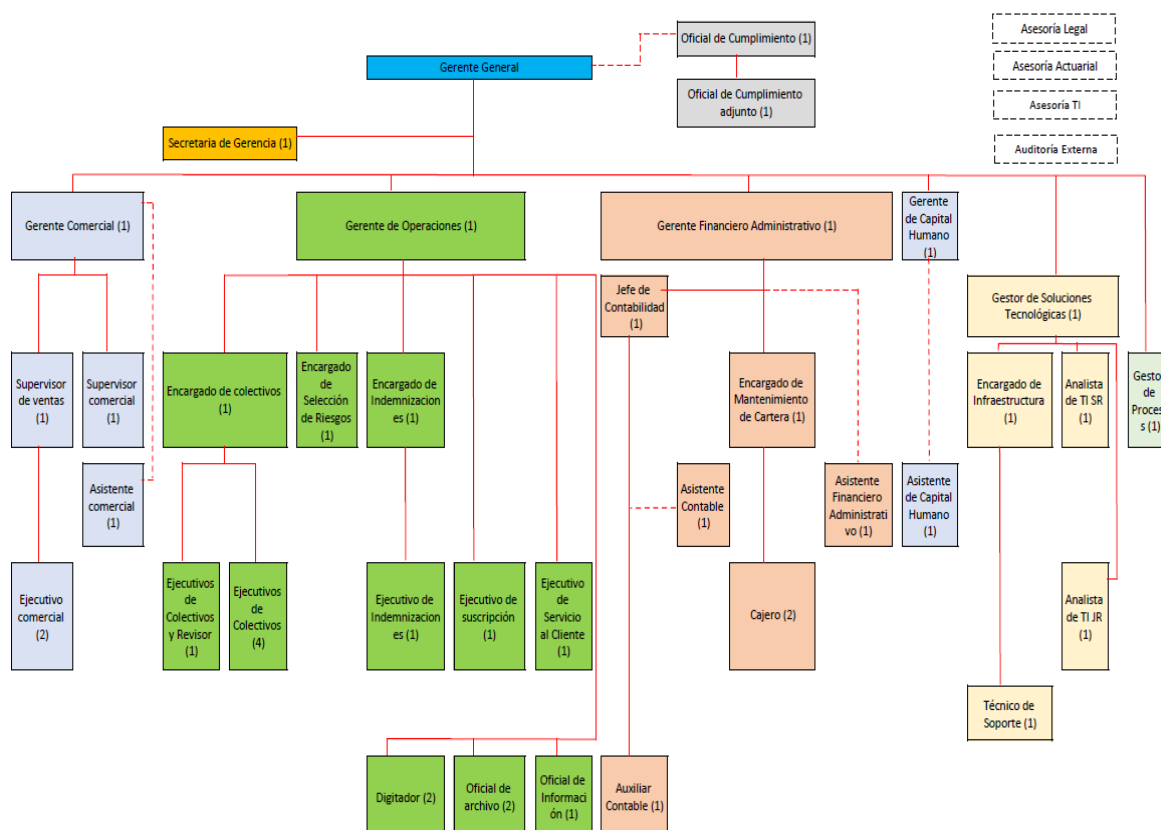 Oficial de Cumplimiento (1)
Asesoría Legal
Gerente General
Asesoría Actuarial
Oficial de Cumplimiento
adjunto (1)
Asesoría TI
Secretaria de Gerencia (1)
Auditoría Externa
Gerente Comercial (1)
Gerente de Operaciones (1)
Gerente Financiero Administrativo (1)
Gerente
de Capital
Humano
(1)
Jefe de
Contabilidad
(1)
Gestor de Soluciones
Tecnológicas (1)
Supervisor
de ventas
(1)
Supervisor
comercial
(1)
Encargado de colectivos
(1)
Encargado
de
Selección
de Riesgos
(1)
Encargado de
Indemnizacio
nes (1)
Encargado de
Mantenimiento
de Cartera (1)
Encargado de
Infraestructura
(1)
Analista
de TI SR
(1)
Gesto
de
Proces
s (1)
Asistente
comercial
(1)
Asistente
Contable
(1)
Asistente
Financiero
Administrati
vo (1)
Asistente
de Capital
Humano
(1)
Ejecutivo
comercial
(2)
Ejecutivos
de
Colectivos
y Revisor
(1)
Ejecutivos
de
Colectivos
(4)
Ejecutivo de
Indemnizacio
nes (1)
Ejecutivo de
suscripción
(1)
Ejecutivo
de
Servicio
al Cliente
(1)
Cajero (2)
Analista
de TI JR
(1)
Técnico de
Soporte (1)
Digitador (2)
Oficial de
archivo (2)
Oficial de
Informaci
ón (1)
Auxiliar
Contable (1)